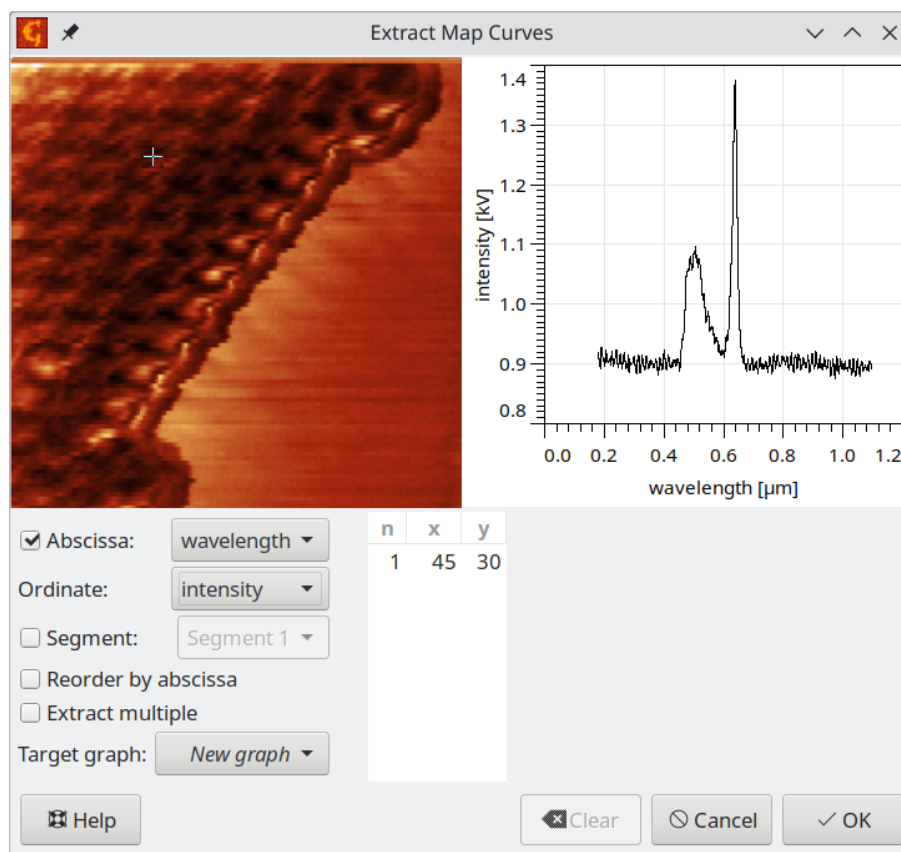 Extract Map Curves
1.4
1.3
1.2
1.1
1.0
0.9
0.8
intensity [kV]
0.0 0.2 0.4 0.6 0.8 1.0 1.2
wavelength [µm]
Abscissa: wavelength
Ordinate: intensity
Segment: Segment 1
Reorder by abscissa
Extract multiple
Target graph: New graph
n x y
1 45 30
Help Clear Cancel OK